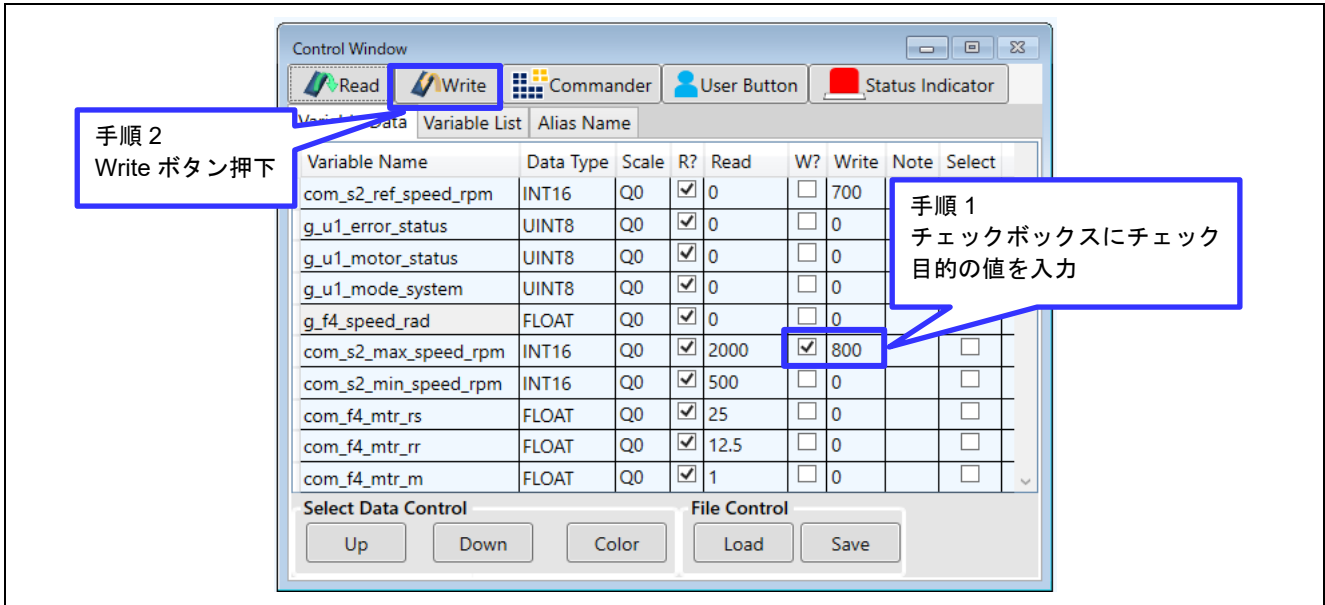 Control Window
Read Write Commander User Button Status Indicator
Variable Data Variable List Alias Name
手順 2
Write ボタン押下
Variable Name Data Type Scale R? Read W? Write Note Select
com_s2_ref_speed_rpm INT16 Q0 0 700
g_u1_error_status UINT8 Q0 0 0
g_u1_motor_status UINT8 Q0 0 0
g_u1_mode_system UINT8 Q0 0 0
g_f4_speed_rad FLOAT Q0 0 0
手順 1
チェックボックスにチェック
目的の値を入力
com_s2_max_speed_rpm INT16 Q0 2000 800
com_s2_min_speed_rpm INT16 Q0 500 0
com_f4_mtr_rs FLOAT Q0 25 0
com_f4_mtr_rr FLOAT Q0 12.5 0
com_f4_mtr_m FLOAT Q0 1 0
Select Data Control File Control
Up Down Color Load Save